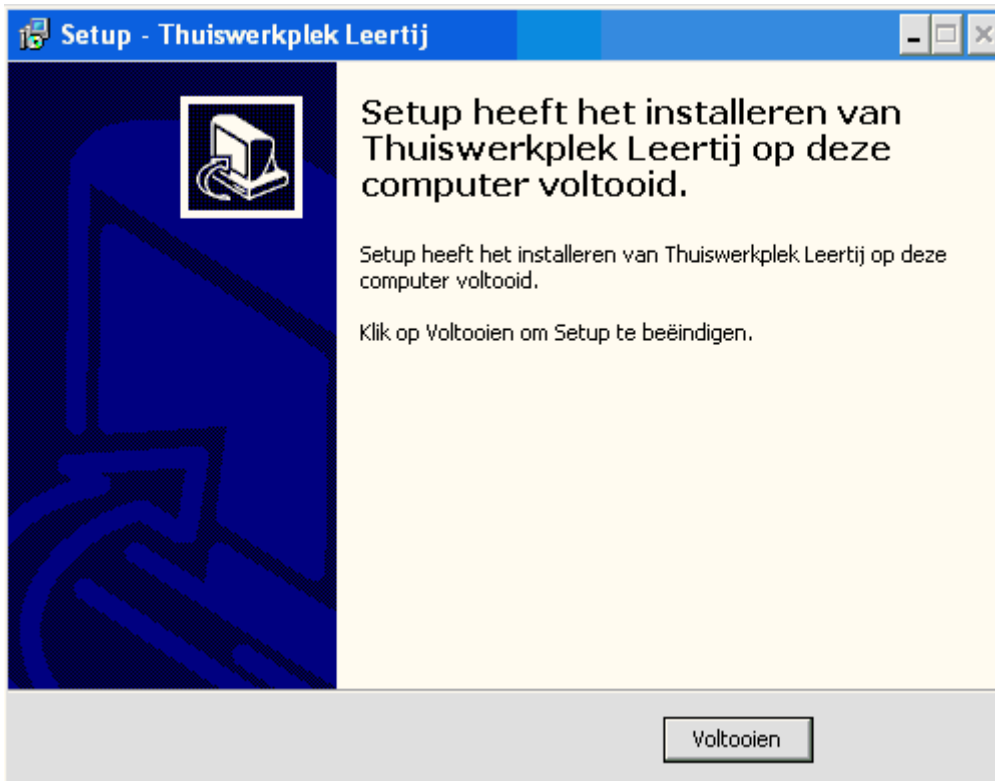 Setup - Thuiswerkplek Leertij
Setup heeft het installeren van
Thuiswerkplek Leertij op deze
computer voltooid.
Setup heeft het installeren van Thuiswerkplek Leertij op deze
computer voltooid.
Klik op Voltooien om Setup te beëindigen.
Voltooien